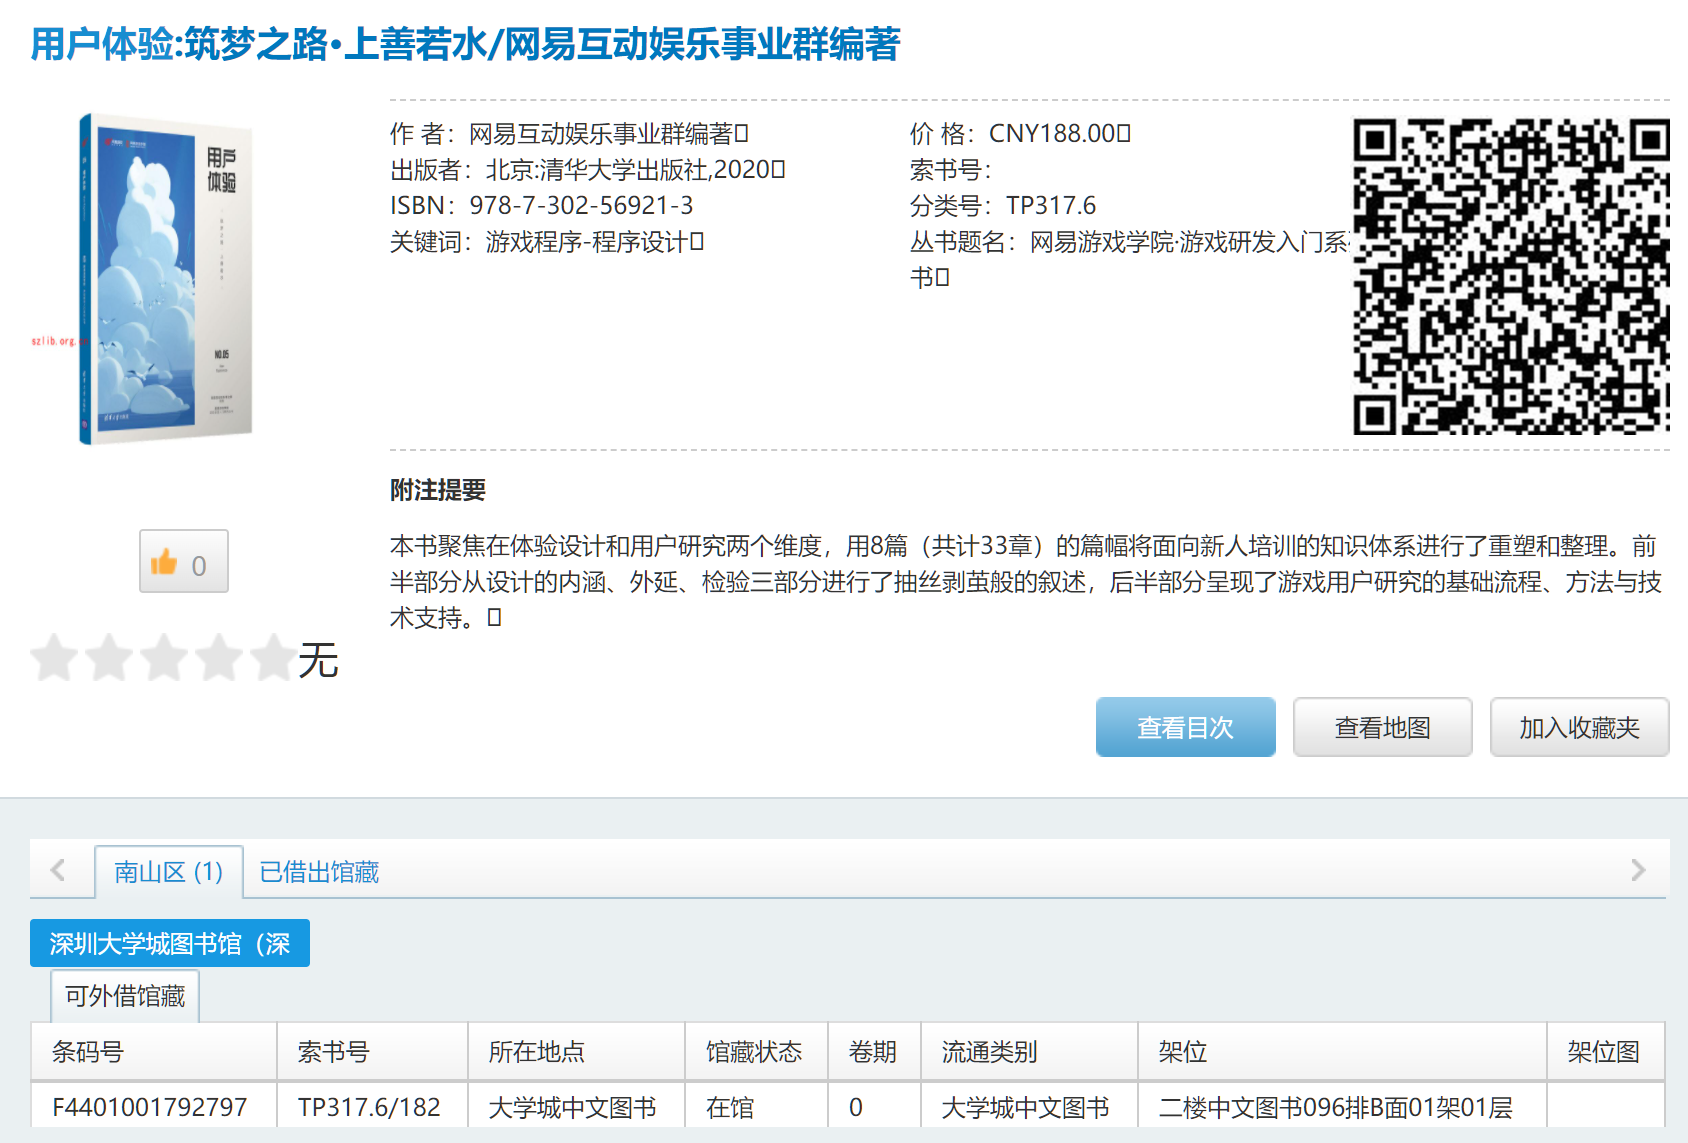 用户体验:筑梦之路·上善若水/网易互动娱乐事业群编著
作 者：网易互动娱乐事业群编著
价 格：CNY188.00
出版者：北京:清华大学出版社,2020
索书号：
ISBN：978-7-302-56921-3
分类号：TP317.6
关键词：游戏程序-程序设计
丛书题名：网易游戏学院·游戏研发入门系
书
用户
体验
NO.05
szlib.org.
附注提要
本书聚焦在体验设计和用户研究两个维度，用8篇（共计33章）的篇幅将面向新人培训的知识体系进行了重塑和整理。前
半部分从设计的内涵、外延、检验三部分进行了抽丝剥茧般的叙述，后半部分呈现了游戏用户研究的基础流程、方法与技
术支持。
0
无
查看目次
查看地图
加入收藏夹
南山区 (1)
已借出馆藏
深圳大学城图书馆（深
可外借馆藏
条码号 索书号 所在地点 馆藏状态 卷期 流通类别 架位 架位图
F4401001792797 TP317.6/182 大学城中文图书 在馆 0 大学城中文图书 二楼中文图书096排B面01架01层